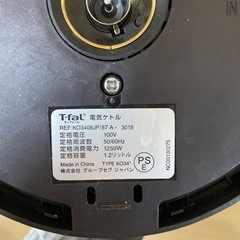 T-fal 電気ケトル
REF:KO3408JP/87 A - 3018
定格電圧 100V
定格周波数 50/60Hz
定格消費電力 1250W
定格容量 1.2リットル
Made in China TYPE KO34*
株式会社 グループセブ ジャパン
PS
E
NC00130275